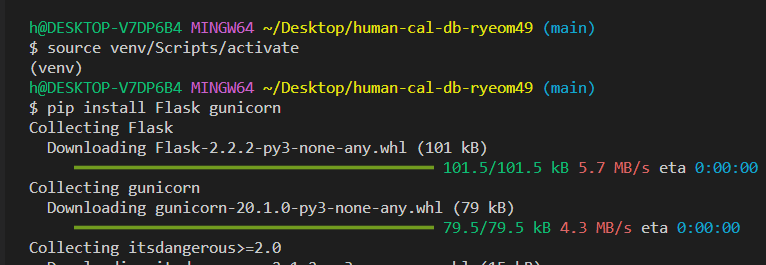 h@DESKTOP-V7DP6B4 MINGW64 ~/Desktop/human-cal-db-ryeom49 (main)
$ source venv/Scripts/activate
(venv)
h@DESKTOP-V7DP6B4 MINGW64 ~/Desktop/human-cal-db-ryeom49 (main)
$ pip install Flask gunicorn
Collecting Flask
Downloading Flask-2.2.2-py3-none-any.whl (101 kB)
101.5/101.5 kB 5.7 MB/s eta 0:00:00
Collecting gunicorn
Downloading gunicorn-20.1.0-py3-none-any.whl (79 kB)
79.5/79.5 kB 4.3 MB/s eta 0:00:00
Collecting itsdangerous>=2.0